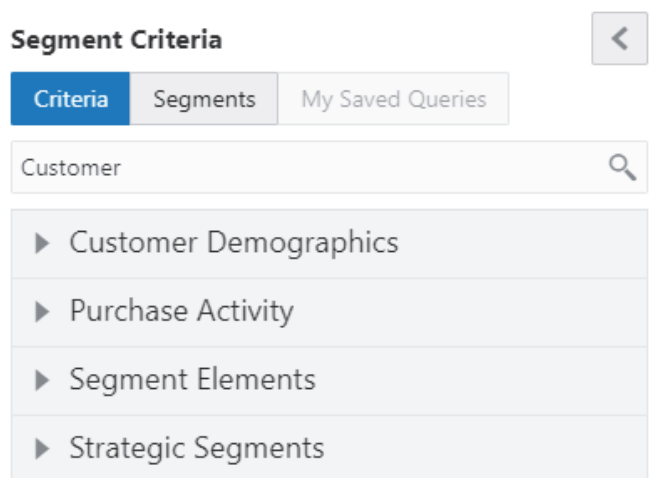 Segment Criteria
Criteria Segments My Saved Queries
Customer
Customer Demographics
Purchase Activity
Segment Elements
Strategic Segments